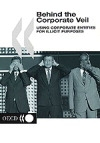 Behind the
Corporate Veil
USING CORPORATE ENTITIES
FOR ILLICIT PURPOSES
OECD